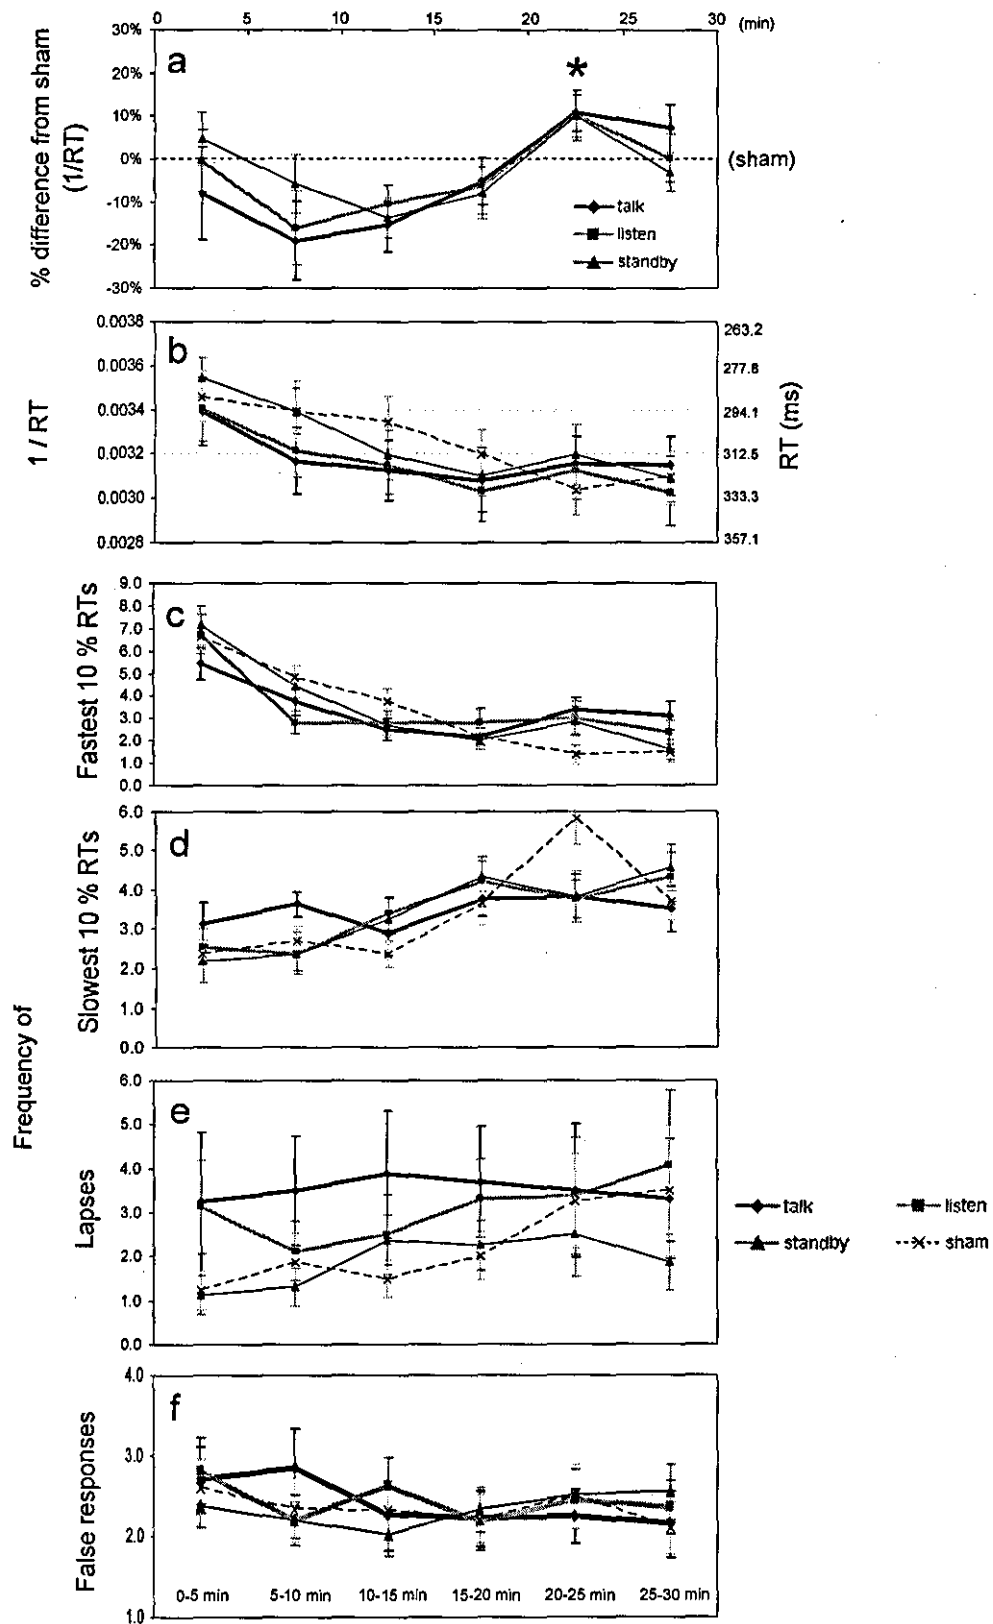 0 5 10 15 20 25 30 (min)
30%
a
*
20%
10%
0%
(sham)
-10%
-20%
-30%
% difference from sham
(1/RT)
talk
listen
standby
0.0038
b
0.0036
0.0034
0.0032
0.0030
0.0028
1 / RT
263.2
277.8
294.1
312.5
333.3
357.1
RT (ms)
9.0
c
8.0
7.0
6.0
5.0
4.0
3.0
2.0
1.0
0.0
Fastest 10 % RTs
6.0
d
5.0
4.0
3.0
2.0
1.0
0.0
Slowest 10 % RTs
Frequency of
6.0
e
5.0
4.0
3.0
2.0
1.0
0.0
Lapses
talk listen
standby sham
4.0
f
3.0
2.0
1.0
False responses
0-5 min 5-10 min 10-15 min 15-20 min 20-25 min 25-30 min